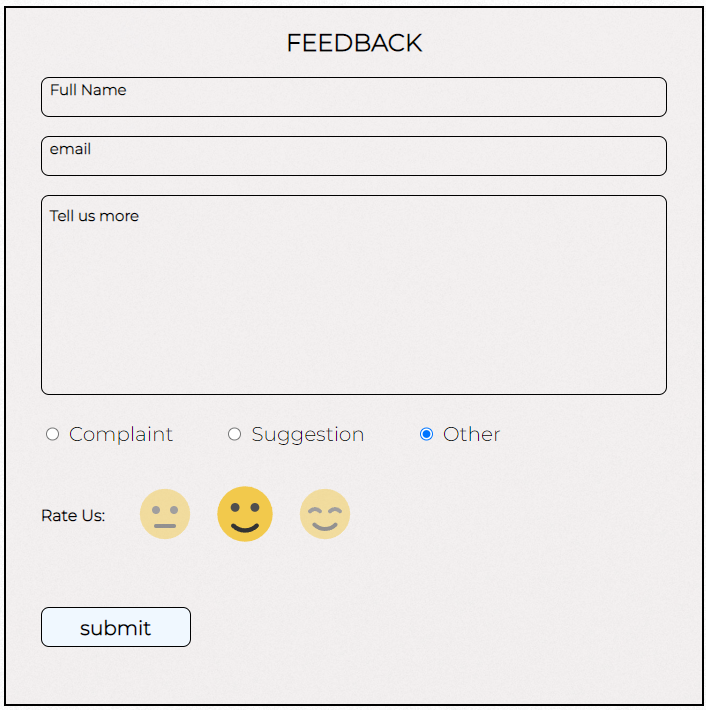 FEEDBACK
Full Name
email
Tell us more
Complaint Suggestion Other
Rate Us:
submit